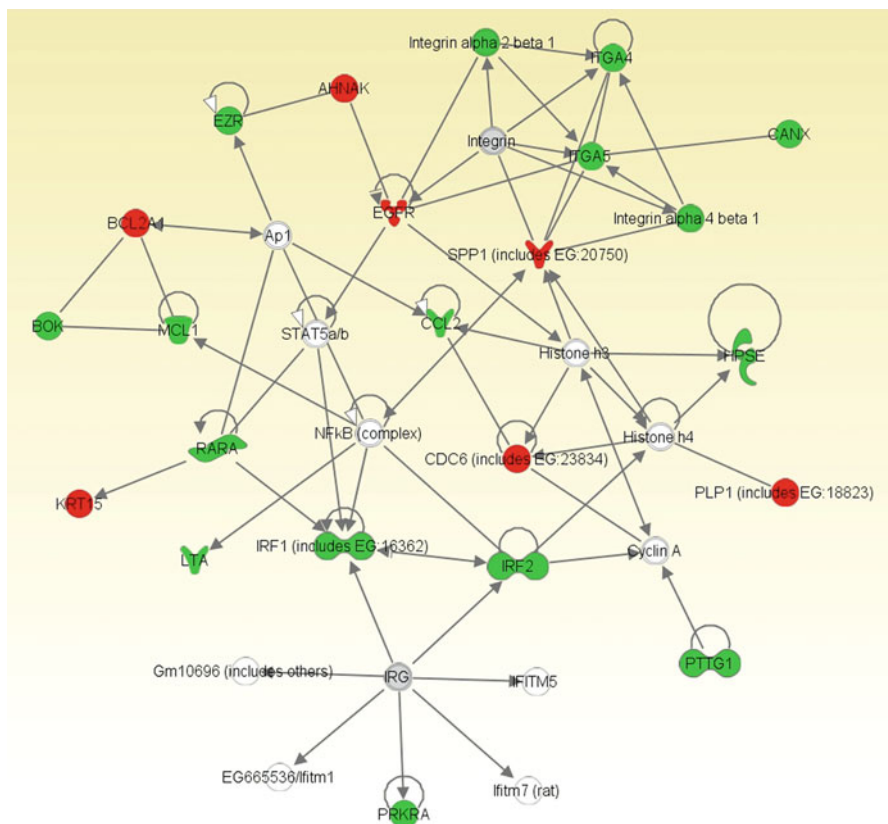 Integrin alpha 2 beta 1
ITGA4
AHNAK
EZR
CANX
Integrin
ITGA5
EGFR
Integrin alpha 4 beta 1
BCL2A1
Ap1
SPP1 (includes EG:20750)
BOK
MCL1
STAT5a/b
CCL2
Histone h3
HPSE
NFkB (complex)
Histone h4
RARA
CDC6 (includes EG:23834)
PLP1 (includes EG:18823)
KRT15
IRF1 (includes EG:16362)
Cyclin A
LTA
IRF2
PTTG1
Gm10696 (includes others)
IRG
IFITM5
EG665536/Ifitm1
Ifitm7 (rat)
PRKRA